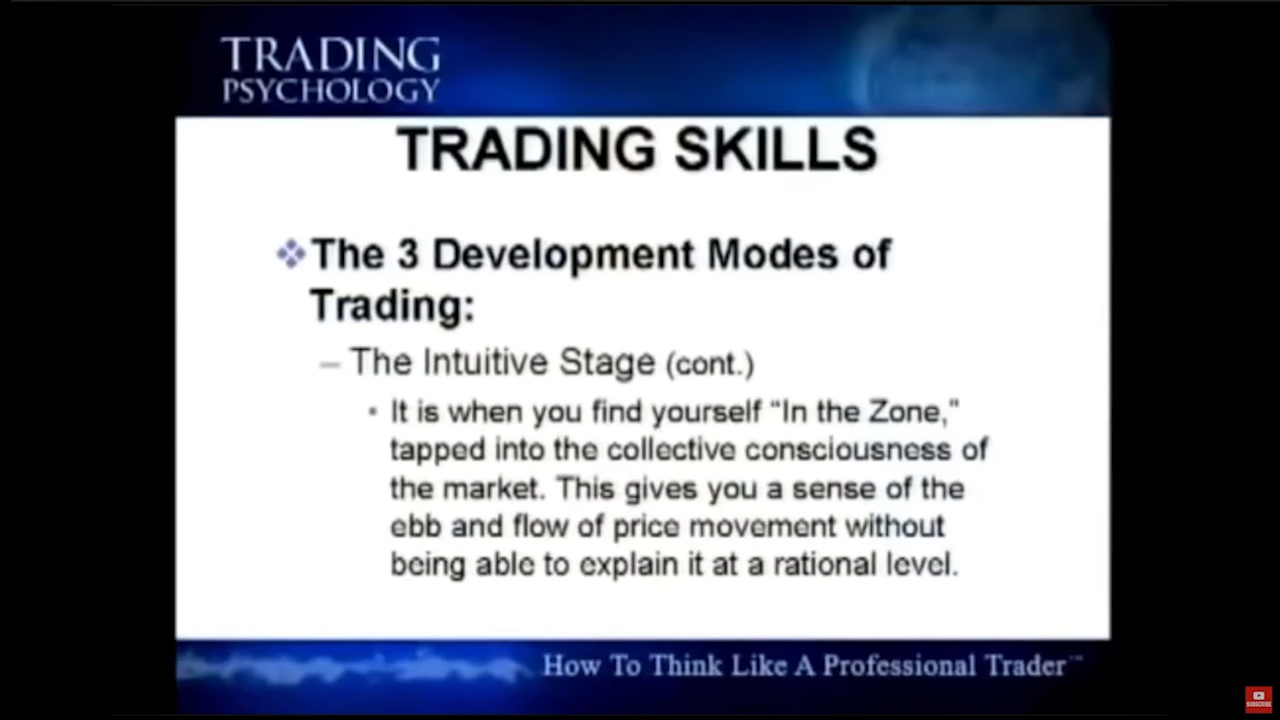 TRADING
PSYCHOLOGY
TRADING SKILLS
The 3 Development Modes of
Trading:
– The Intuitive Stage (cont.)
• It is when you find yourself “In the Zone,”
tapped into the collective consciousness of
the market. This gives you a sense of the
ebb and flow of price movement without
being able to explain it at a rational level.
How To Think Like A Professional Trader™
SUBSCRIBE